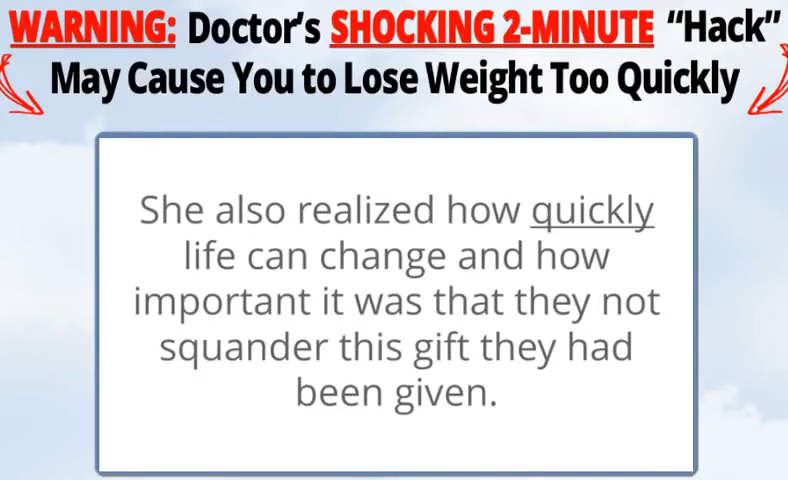 WARNING: Doctor's SHOCKING 2-MINUTE “Hack”
May Cause You to Lose Weight Too Quickly
She also realized how quickly
life can change and how
important it was that they not
squander this gift they had
been given.